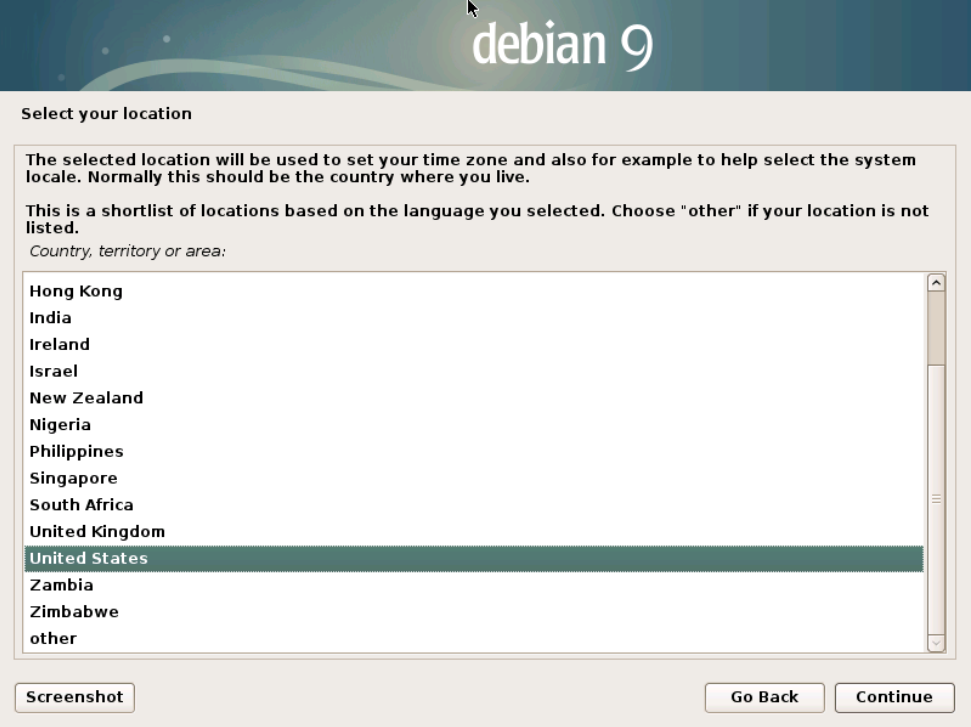 debian 9
Select your location
The selected location will be used to set your time zone and also for example to help select the system
locale. Normally this should be the country where you live.
This is a shortlist of locations based on the language you selected. Choose "other" if your location is not
listed.
Country, territory or area:
Hong Kong
India
Ireland
Israel
New Zealand
Nigeria
Philippines
Singapore
South Africa
United Kingdom
United States
Zambia
Zimbabwe
other
Screenshot
Go Back
Continue